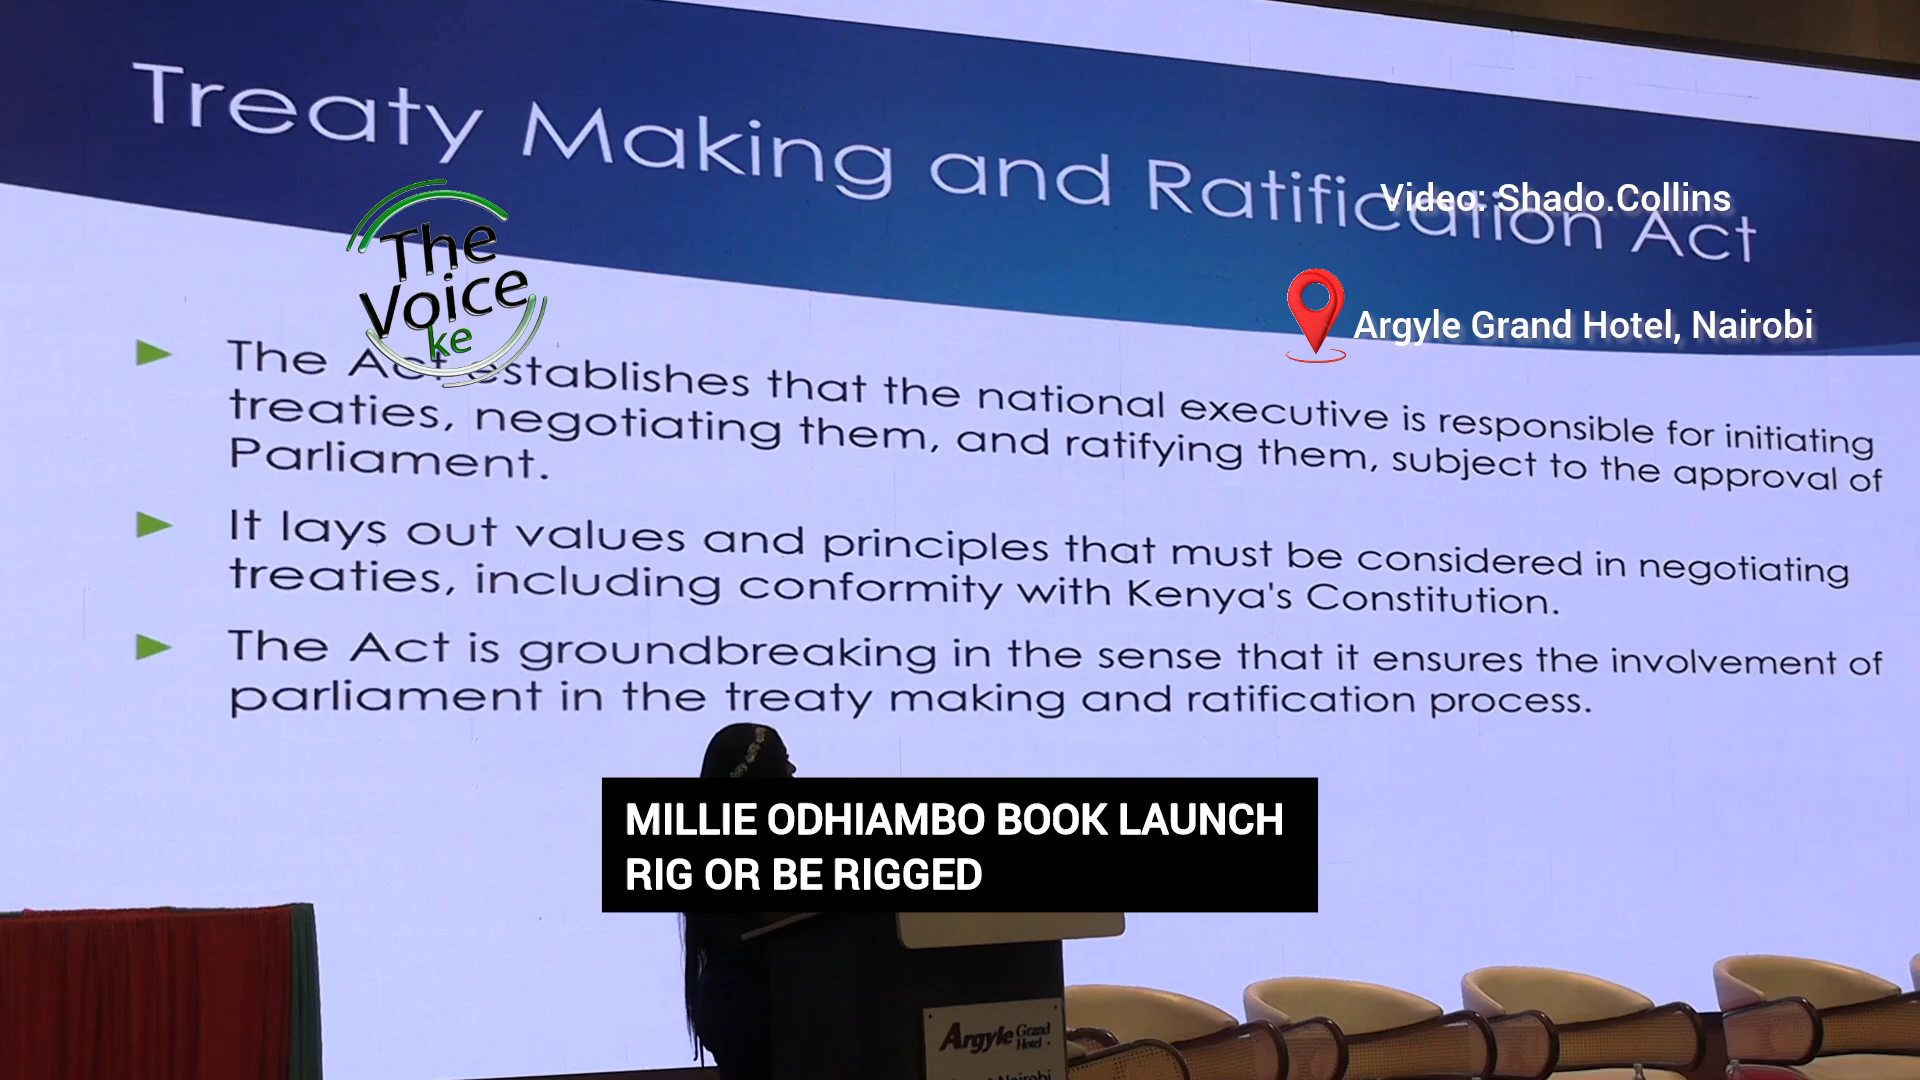 Treaty Making and Ratification Act
Video: Shado.Collins
The
Voice
ke
Argyle Grand Hotel, Nairobi
The Act establishes that the national executive is responsible for initiating
treaties, negotiating them, and ratifying them, subject to the approval of
Parliament.
It lays out values and principles that must be considered in negotiating
treaties, including conformity with Kenya's Constitution.
The Act is groundbreaking in the sense that it ensures the involvement of
parliament in the treaty making and ratification process.
MILLIE ODHIAMBO BOOK LAUNCH
RIG OR BE RIGGED
Argyle Grand
Hotel
Nairobi